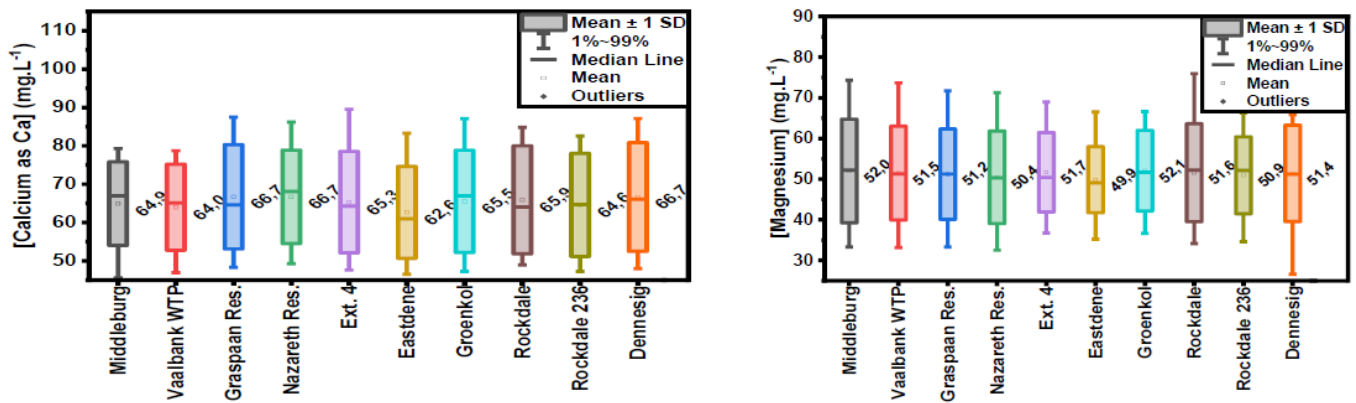 [Calcium as Ca] (mg.L-1)
110
100
90
80
70
60
50
Mean ± 1 SD
1%~99%
Median Line
Mean
Outliers
64,9
64,0
66,7
66,7
65,3
62,6
65,5
65,9
64,6
66,7
Middleburg
Vaalbank WTP
Graspaan Res.
Nazareth Res.
Ext. 4
Eastdene
Groenkol
Rockdale
Rockdale 236
Dennesig
[Magnesium] (mg.L-1)
90
80
70
60
50
40
30
Mean ± 1 SD
1%~99%
Median Line
Mean
Outliers
52,0
51,5
51,2
50,4
51,7
49,9
52,1
51,6
50,9
51,4
Middleburg
Vaalbank WTP
Graspaan Res.
Nazareth Res.
Ext. 4
Eastdene
Groenkol
Rockdale
Rockdale 236
Dennesig